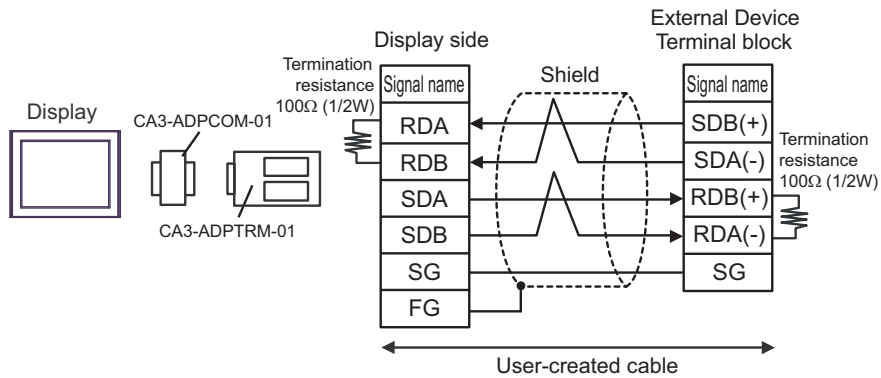 External Device
Terminal block
Display side
Termination
resistance
100Ω (1/2W)
Signal name
Shield
Signal name
Display
CA3-ADPCOM-01
RDA
SDB(+)
Termination
resistance
100Ω (1/2W)
RDB
SDA(-)
SDA
RDB(+)
CA3-ADPTRM-01
SDB
RDA(-)
SG
SG
FG
User-created cable